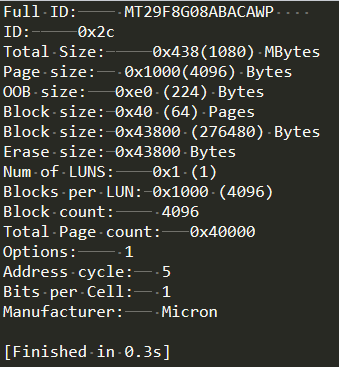 Full ID: MT29F8G08ABACAWP
ID: 0x2c
Total Size: 0x438(1080) MBytes
Page size: 0x1000(4096) Bytes
OOB size: 0xe0 (224) Bytes
Block size: 0x40 (64) Pages
Block size: 0x43800 (276480) Bytes
Erase size: 0x43800 Bytes
Num of LUNS: 0x1 (1)
Blocks per LUN: 0x1000 (4096)
Block count: 4096
Total Page count: 0x40000
Options: 1
Address cycle: 5
Bits per Cell: 1
Manufacturer: Micron
[Finished in 0.3s]